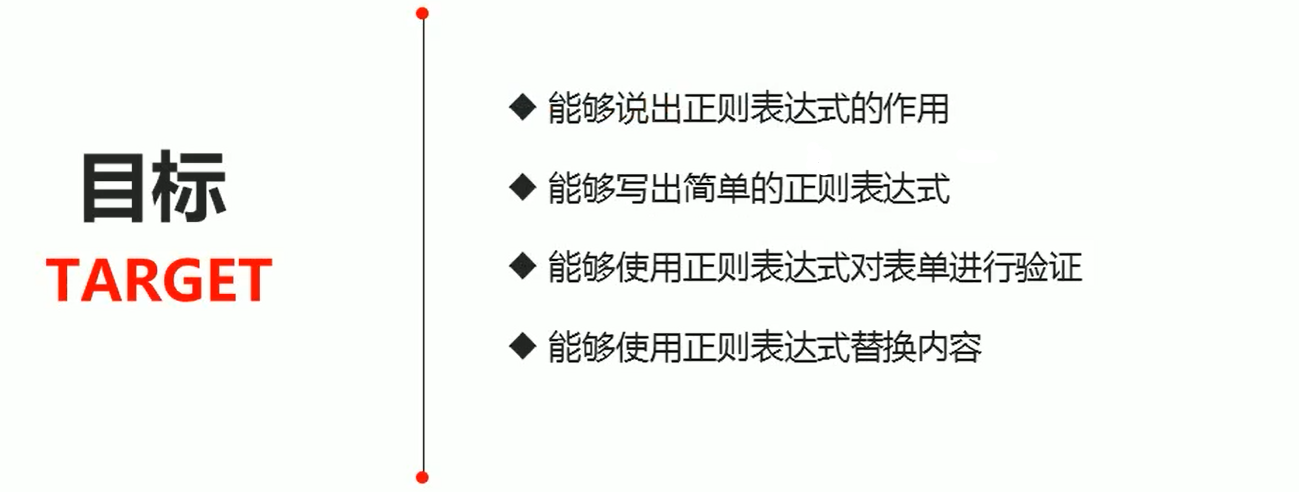 目标
TARGET
◆ 能够说出正则表达式的作用
◆ 能够写出简单的正则表达式
◆ 能够使用正则表达式对表单进行验证
◆ 能够使用正则表达式替换内容